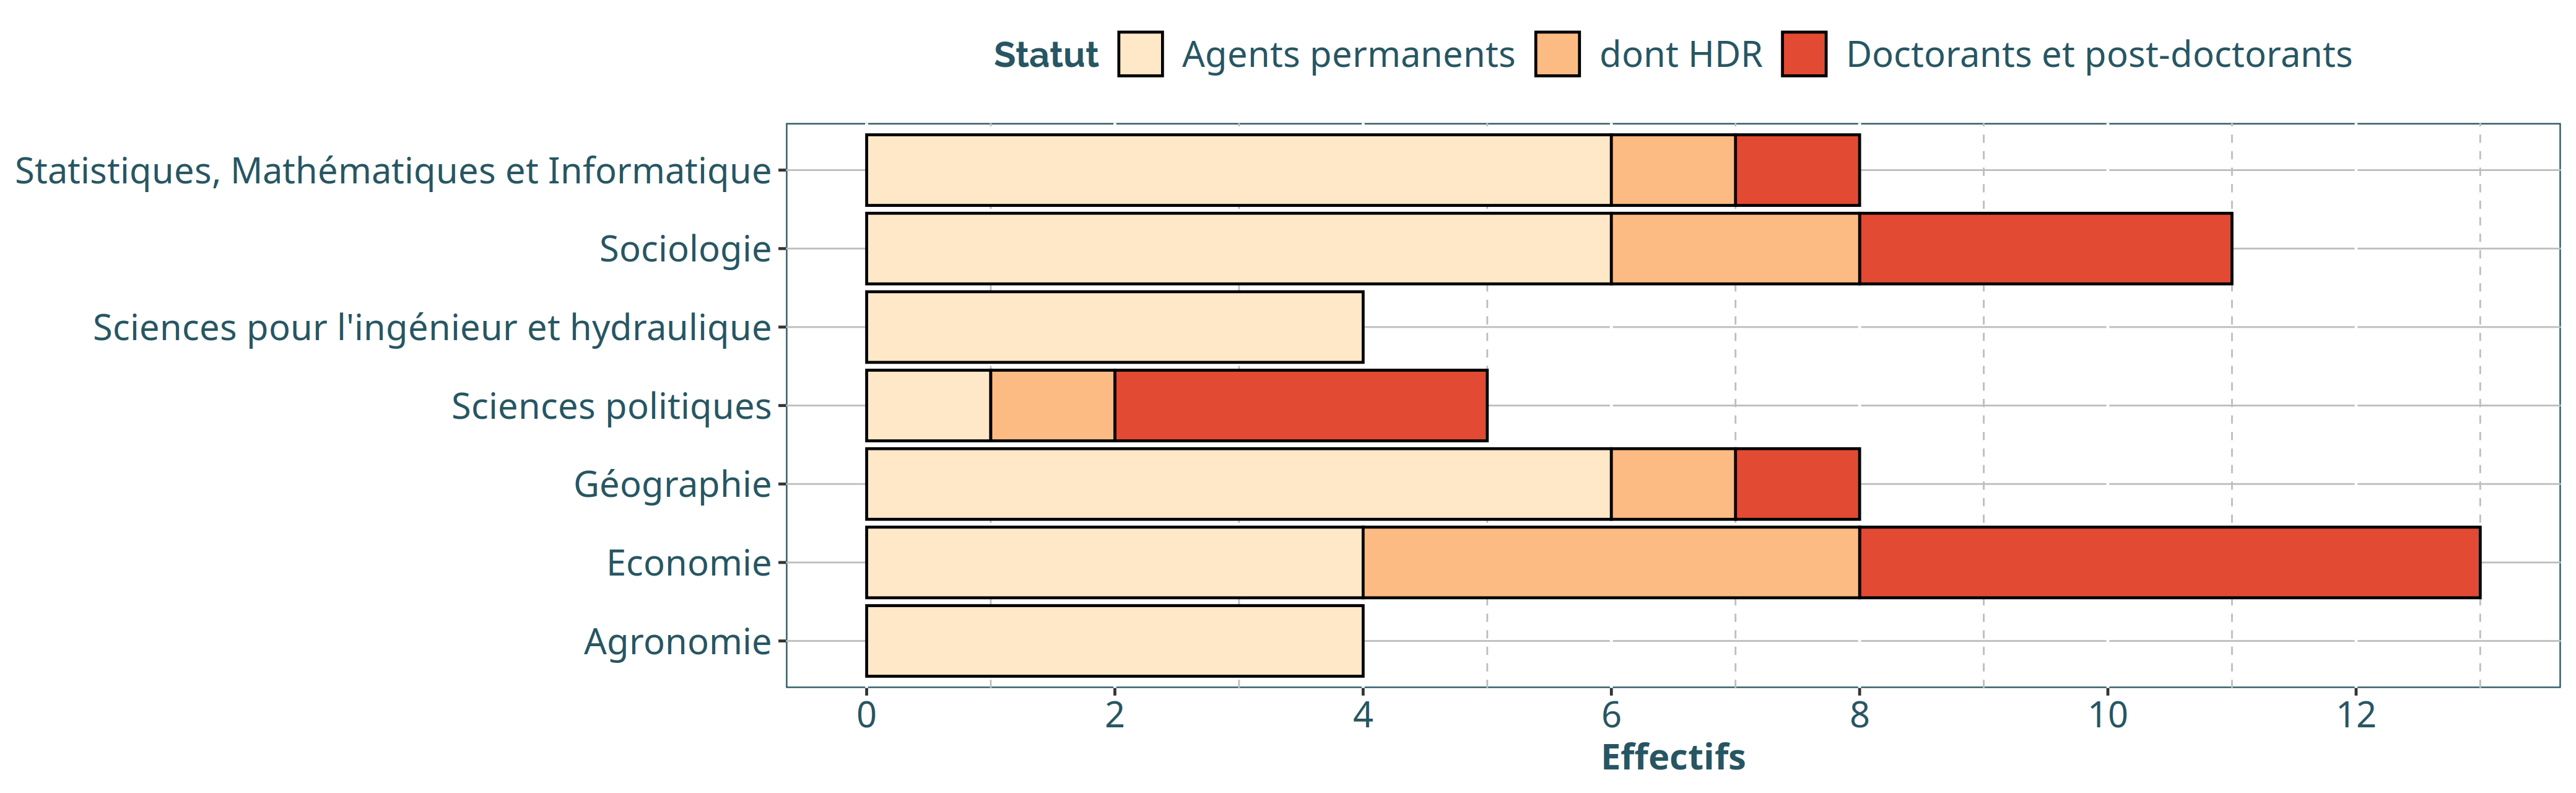 Statut Agents permanents dont HDR Doctorants et post-doctorants
Statistiques, Mathématiques et Informatique
Sociologie
Sciences pour l'ingénieur et hydraulique
Sciences politiques
Géographie
Economie
Agronomie
0 2 4 6 8 10 12
Effectifs